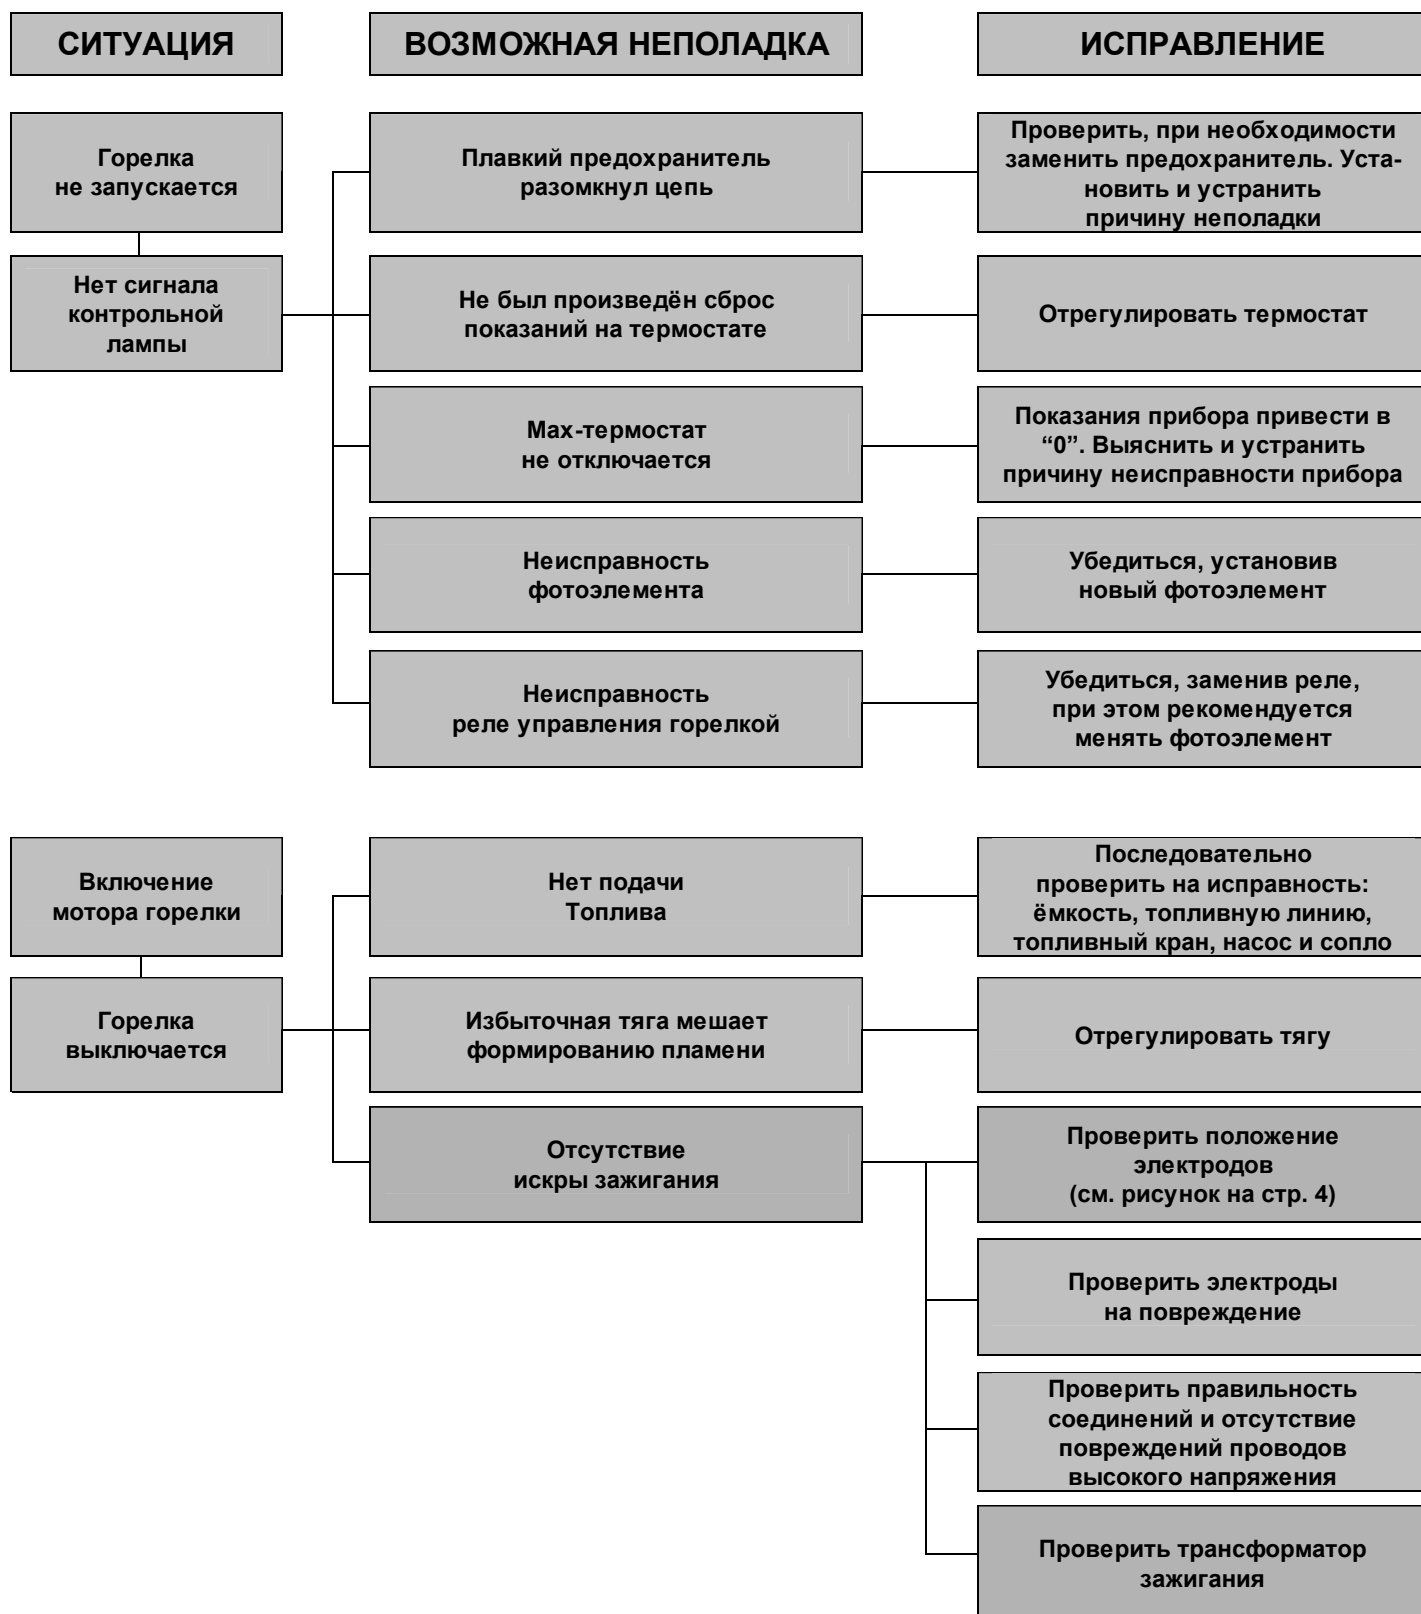 СИТУАЦИЯ
ВОЗМОЖНАЯ НЕПОЛАДКА
ИСПРАВЛЕНИЕ
Горелка
не запускается
Нет сигнала
контрольной
лампы
Плавкий предохранитель
разомкнул цепь
Проверить, при необходимости
заменить предохранитель. Уста-
новить и устранить
причину неполадки
Не был произведён сброс
показаний на термостате
Отрегулировать термостат
Мах-термостат
не отключается
Показания прибора привести в
“0”. Выяснить и устранить
причину неисправности прибора
Неисправность
фотоэлемента
Убедиться, установив
новый фотоэлемент
Неисправность
реле управления горелкой
Убедиться, заменив реле,
при этом рекомендуется
менять фотоэлемент
Включение
мотора горелки
Горелка
выключается
Нет подачи
Топлива
Последовательно
проверить на исправность:
ёмкость, топливную линию,
топливный кран, насос и сопло
Избыточная тяга мешает
формированию пламени
Отрегулировать тягу
Отсутствие
искры зажигания
Проверить положение
электродов
(см. рисунок на стр. 4)
Проверить электроды
на повреждение
Проверить правильность
соединений и отсутствие
повреждений проводов
высокого напряжения
Проверить трансформатор
зажигания